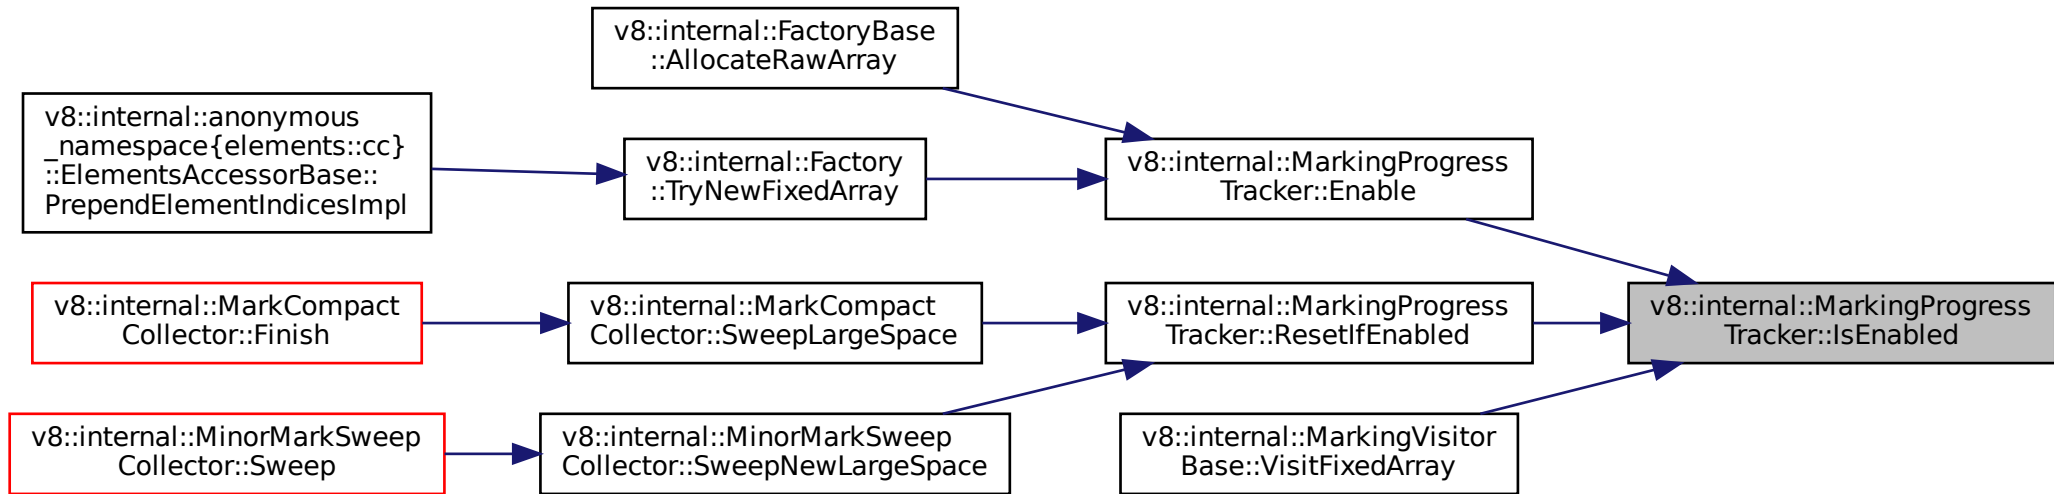 v8::internal::FactoryBase
::AllocateRawArray
v8::internal::anonymous
_namespace{elements::cc}
::ElementsAccessorBase::
PrependElementIndicesImpl
v8::internal::Factory
::TryNewFixedArray
v8::internal::MarkingProgress
Tracker::Enable
v8::internal::MarkCompact
Collector::Finish
v8::internal::MarkCompact
Collector::SweepLargeSpace
v8::internal::MarkingProgress
Tracker::ResetIfEnabled
v8::internal::MarkingProgress
Tracker::IsEnabled
v8::internal::MinorMarkSweep
Collector::Sweep
v8::internal::MinorMarkSweep
Collector::SweepNewLargeSpace
v8::internal::MarkingVisitor
Base::VisitFixedArray